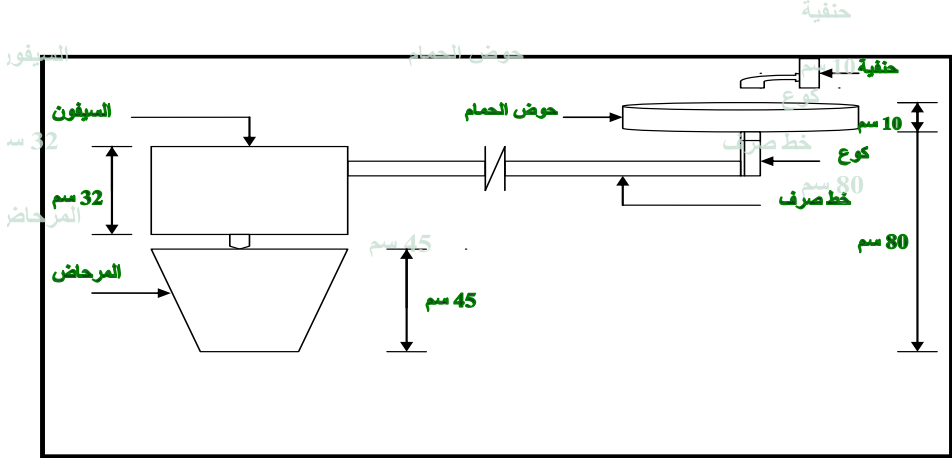 حنفية
السيفون
حوض الحمام
10 سم
كوع
32 سم
خط صرف
80 سم
المرحاض
45 سم
حنفية
السيفون
حوض الحمام
10 سم
كوع
32 سم
خط صرف
80 سم
المرحاض
45 سم